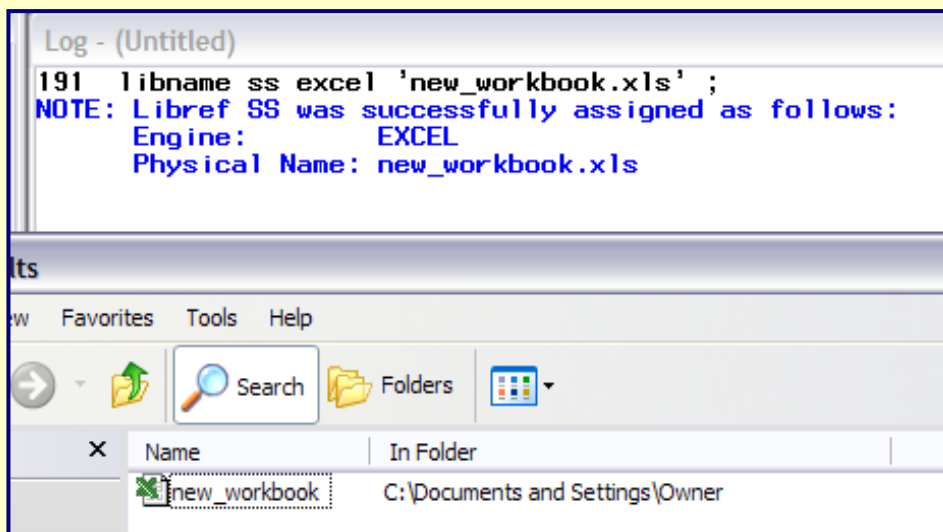 Log - (Untitled)
191 libname ss excel 'new_workbook.xls' ;
NOTE: Libref SS was successfully assigned as follows:
Engine: EXCEL
Physical Name: new_workbook.xls
Favorites Tools Help
Search Folders
Name In Folder
new_workbook C:\Documents and Settings\Owner